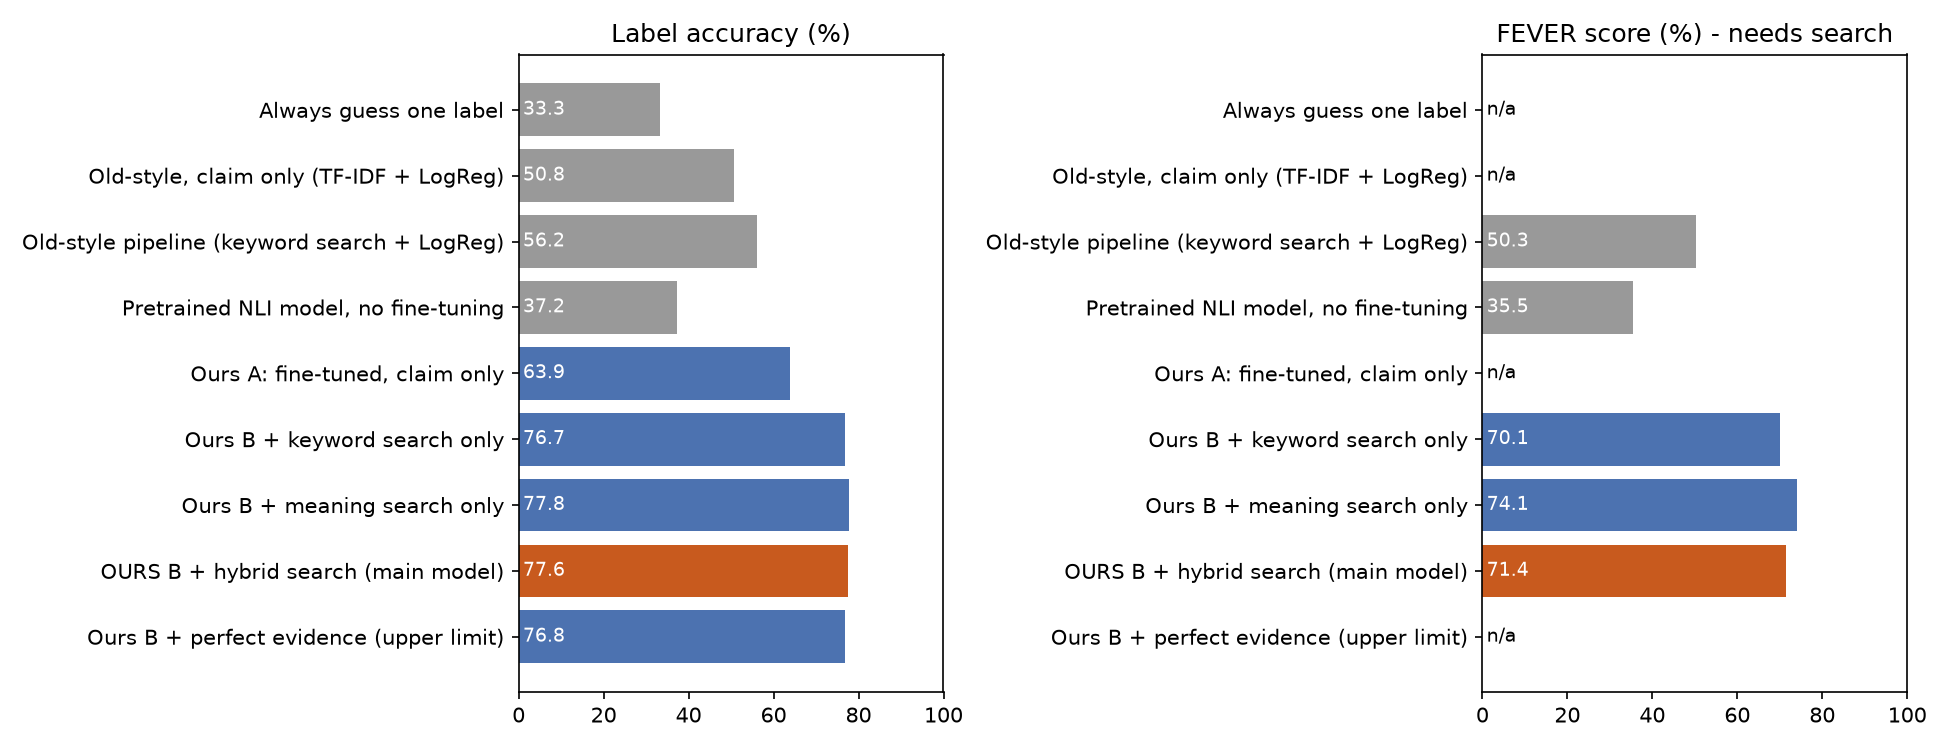 Label accuracy (%)
Always guess one label
33.3
Old-style, claim only (TF-IDF + LogReg)
50.8
Old-style pipeline (keyword search + LogReg)
56.2
Pretrained NLI model, no fine-tuning
37.2
Ours A: fine-tuned, claim only
63.9
Ours B + keyword search only
76.7
Ours B + meaning search only
77.8
OURS B + hybrid search (main model)
77.6
Ours B + perfect evidence (upper limit)
76.8
0 20 40 60 80 100
FEVER score (%) - needs search
Always guess one label
n/a
Old-style, claim only (TF-IDF + LogReg)
n/a
Old-style pipeline (keyword search + LogReg)
50.3
Pretrained NLI model, no fine-tuning
35.5
Ours A: fine-tuned, claim only
n/a
Ours B + keyword search only
70.1
Ours B + meaning search only
74.1
OURS B + hybrid search (main model)
71.4
Ours B + perfect evidence (upper limit)
n/a
0 20 40 60 80 100